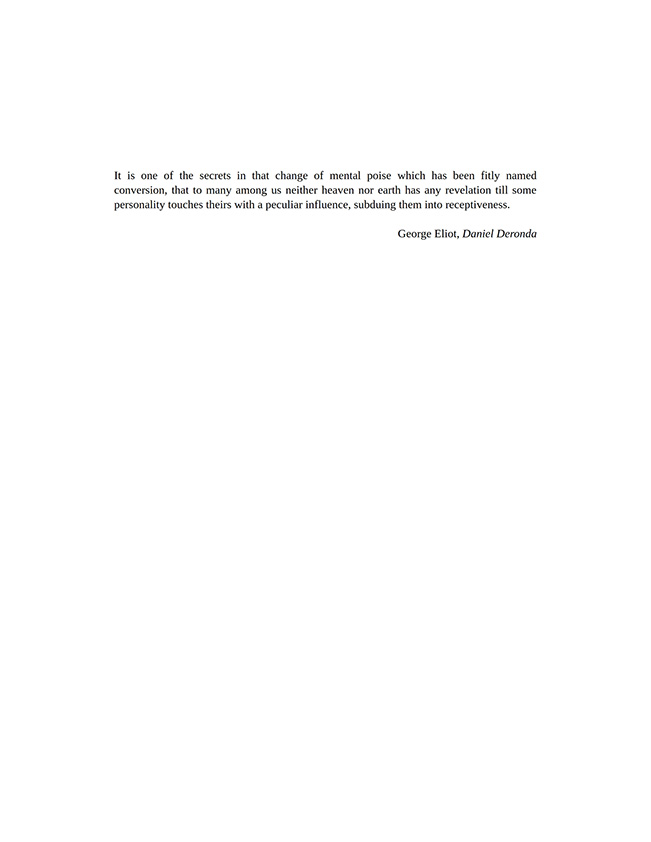 It is one of the secrets in that change of mental poise which has been fitly named
conversion, that to many among us neither heaven nor earth has any revelation till some
personality touches theirs with a peculiar influence, subduing them into receptiveness.
George Eliot, Daniel Deronda